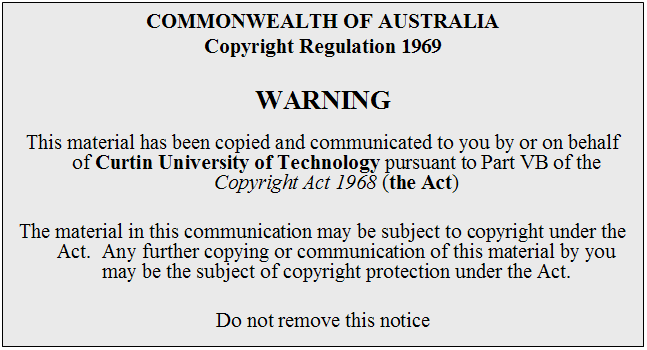 COMMONWEALTH OF AUSTRALIA
Copyright Regulation 1969
WARNING
This material has been copied and communicated to you by or on behalf
of Curtin University of Technology pursuant to Part VB of the
Copyright Act 1968 (the Act)
The material in this communication may be subject to copyright under the
Act.  Any further copying or communication of this material by you
may be the subject of copyright protection under the Act.
Do not remove this notice